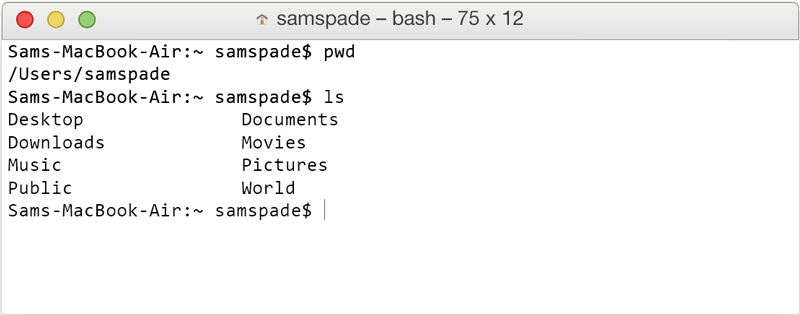 samspade – bash – 75 x 12
Sams-MacBook-Air:~ samspade$ pwd
/Users/samspade
Sams-MacBook-Air:~ samspade$ ls
Desktop Documents
Downloads Movies
Music Pictures
Public World
Sams-MacBook-Air:~ samspade$